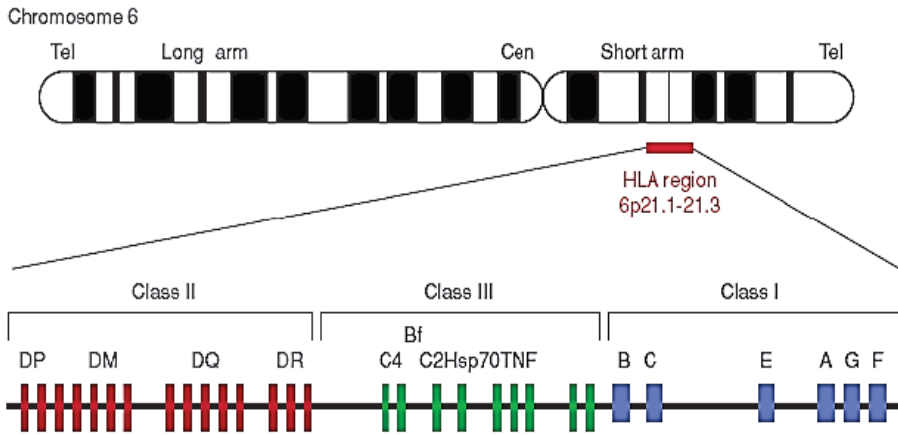 Chromosome 6
Tel Long arm Cen Short arm Tel
HLA region
6p21.1-21.3
Class II Class III Class I
Bf
DP DM DQ DR C4 C2Hsp70TNF B C E A G F